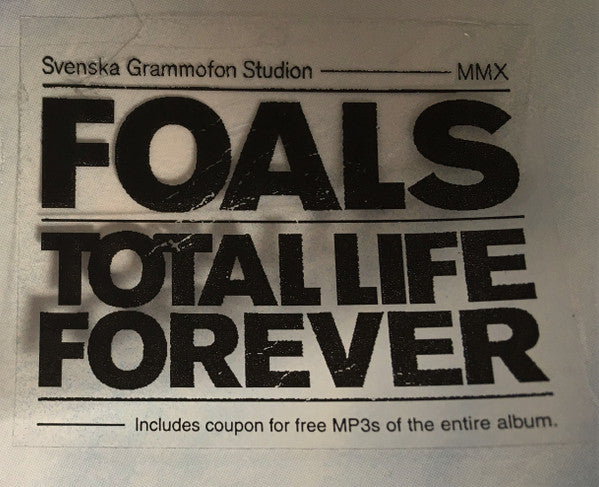 Svenska Grammofon Studion MMX
FOALS
TOTAL LIFE
FOREVER
Includes coupon for free MP3s of the entire album.